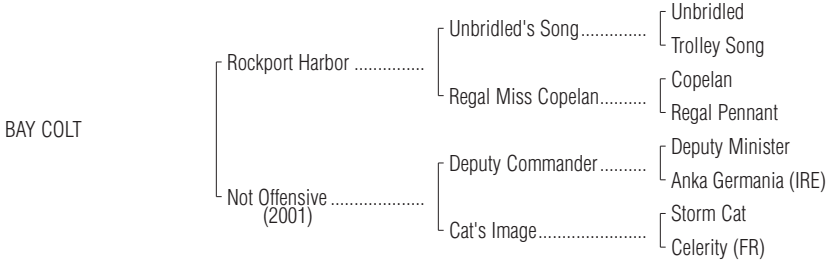 Unbridled
Unbridled's Song..............
Trolley Song
Rockport Harbor ...............
Copelan
Regal Miss Copelan..........
Regal Pennant
BAY COLT
Deputy Minister
Deputy Commander..........
Anka Germania (IRE)
Not Offensive ....................
(2001)
Storm Cat
Cat's Image.......................
Celerity (FR)